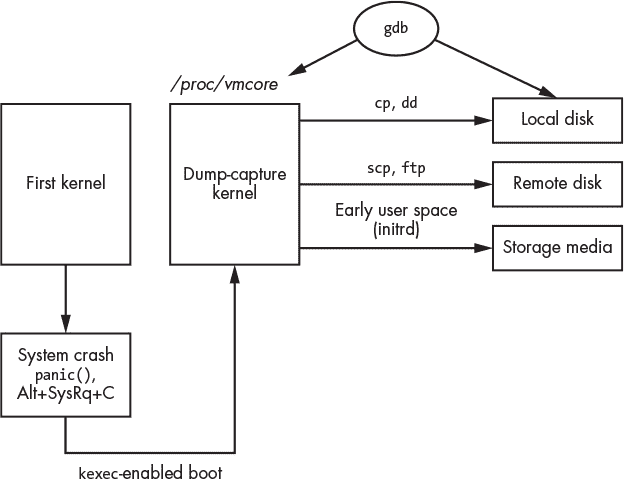 gdb
/proc/vmcore
First kernel
Dump-capture
kernel
cp, dd
Local disk
scp, ftp
Remote disk
Early user space
(initrd)
Storage media
System crash
panic(),
Alt+SysRq+C
kexec-enabled boot